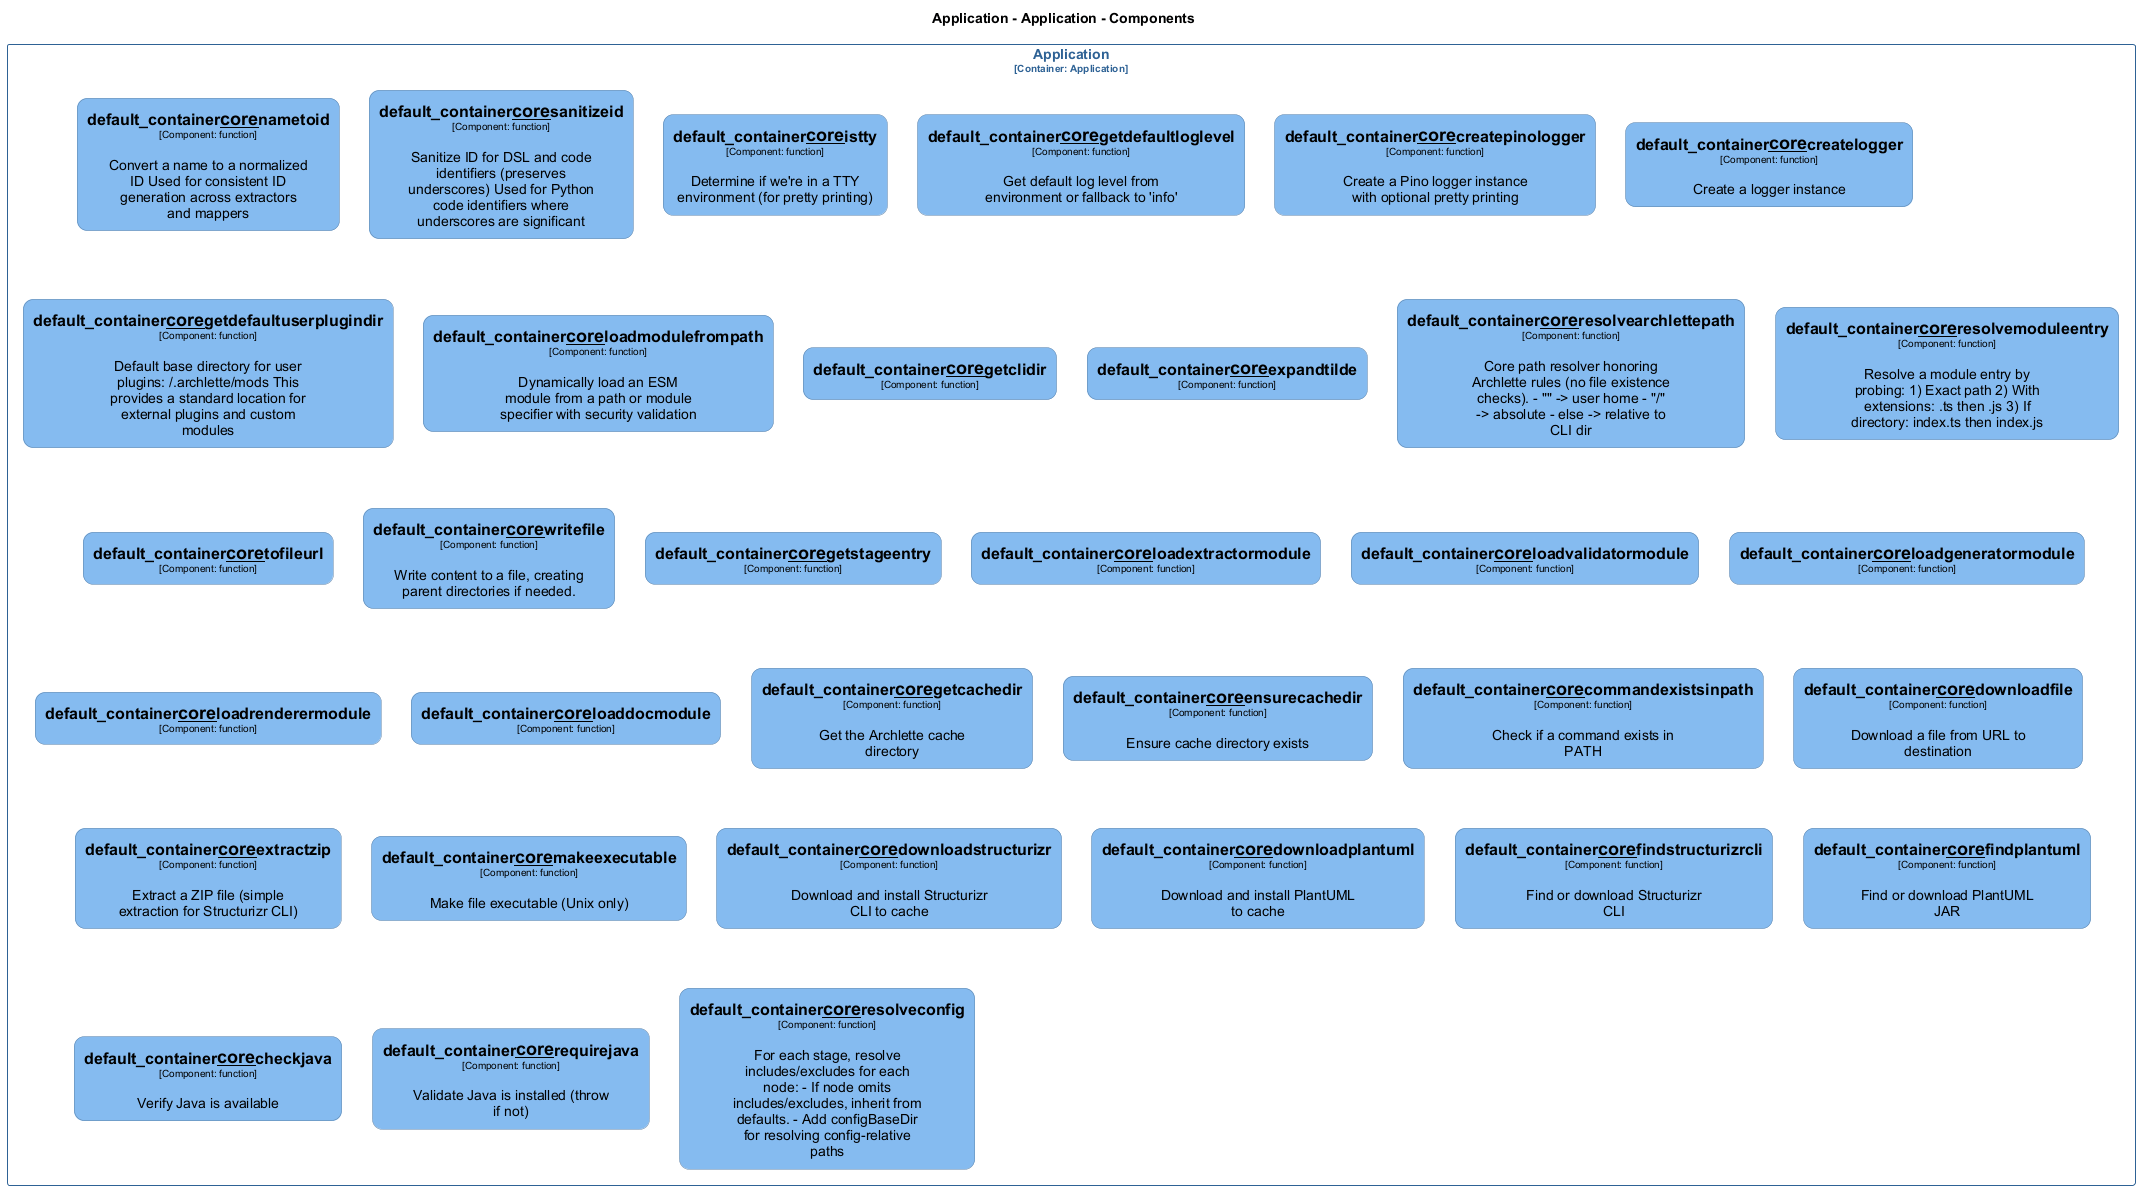 Application - Application - Components
Application
[Container: Application]
default_containercorenametoid
[Component: function]
Convert a name to a normalized
ID Used for consistent ID
generation across extractors
and mappers
default_containercoresanitizeid
[Component: function]
Sanitize ID for DSL and code
identifiers (preserves
underscores) Used for Python
code identifiers where
underscores are significant
default_containercoreistty
[Component: function]
Determine if we're in a TTY
environment (for pretty printing)
default_containercoregetdefaultloglevel
[Component: function]
Get default log level from
environment or fallback to 'info'
default_containercorecreatepinologger
[Component: function]
Create a Pino logger instance
with optional pretty printing
default_containercorecreatelogger
[Component: function]
Create a logger instance
default_containercoregetdefaultuserplugindir
[Component: function]
Default base directory for user
plugins: /.archlette/mods This
provides a standard location for
external plugins and custom
modules
default_containercoreloadmodulefrompath
[Component: function]
Dynamically load an ESM
module from a path or module
specifier with security validation
default_containercoregetclidir
[Component: function]
default_containercoreexpandtilde
[Component: function]
default_containercoreresolvearchlettepath
[Component: function]
Core path resolver honoring
Archlette rules (no file existence
checks). - "" -> user home - "/"
-> absolute - else -> relative to
CLI dir
default_containercoreresolvemoduleentry
[Component: function]
Resolve a module entry by
probing: 1) Exact path 2) With
extensions: .ts then .js 3) If
directory: index.ts then index.js
default_containercoretofileurl
[Component: function]
default_containercorewritefile
[Component: function]
Write content to a file, creating
parent directories if needed.
default_containercoregetstageentry
[Component: function]
default_containercoreloadextractormodule
[Component: function]
default_containercoreloadvalidatormodule
[Component: function]
default_containercoreloadgeneratormodule
[Component: function]
default_containercoreloadrenderermodule
[Component: function]
default_containercoreloaddocmodule
[Component: function]
default_containercoregetcachedir
[Component: function]
Get the Archlette cache
directory
default_containercoreensurecachedir
[Component: function]
Ensure cache directory exists
default_containercorecommandexistsinpath
[Component: function]
Check if a command exists in
PATH
default_containercoredownloadfile
[Component: function]
Download a file from URL to
destination
default_containercoreextractzip
[Component: function]
Extract a ZIP file (simple
extraction for Structurizr CLI)
default_containercoremakeexecutable
[Component: function]
Make file executable (Unix only)
default_containercoredownloadstructurizr
[Component: function]
Download and install Structurizr
CLI to cache
default_containercoredownloadplantuml
[Component: function]
Download and install PlantUML
to cache
default_containercorefindstructurizrcli
[Component: function]
Find or download Structurizr
CLI
default_containercorefindplantuml
[Component: function]
Find or download PlantUML
JAR
default_containercorecheckjava
[Component: function]
Verify Java is available
default_containercorerequirejava
[Component: function]
Validate Java is installed (throw
if not)
default_containercoreresolveconfig
[Component: function]
For each stage, resolve
includes/excludes for each
node: - If node omits
includes/excludes, inherit from
defaults. - Add configBaseDir
for resolving config-relative
paths